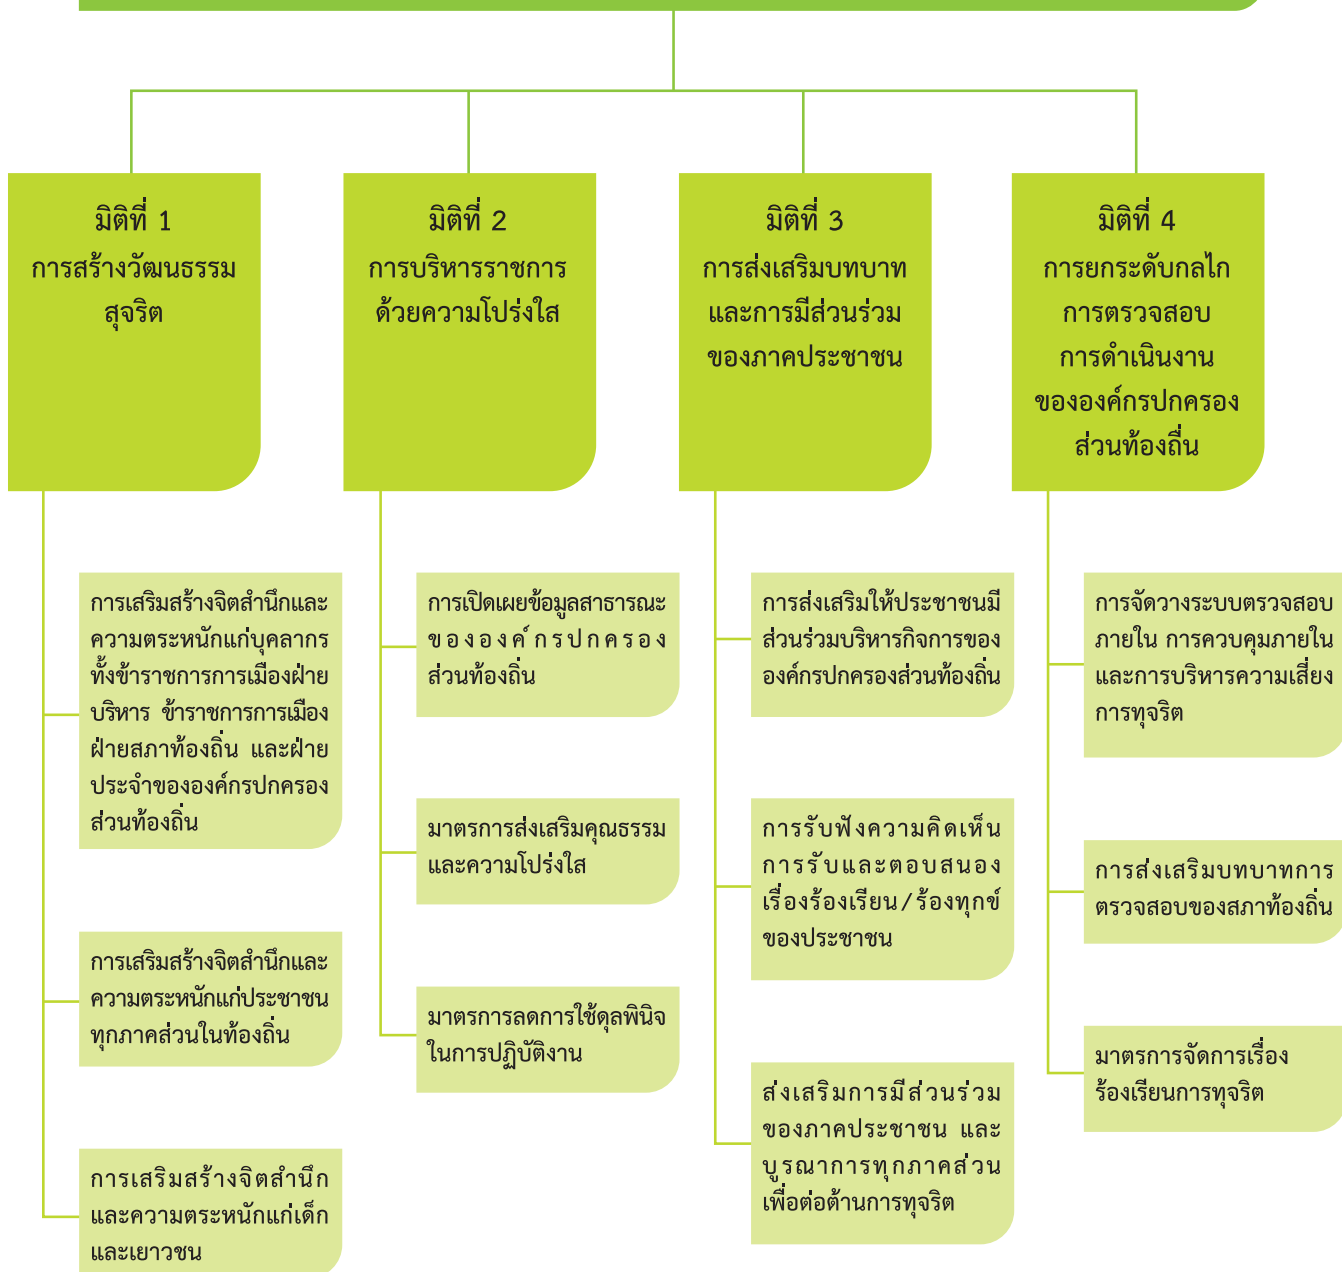 มิติที่ 1
การสร้างวัฒนธรรม
สุจริต
การเสริมสร้างจิตสำนึกและ
ความตระหนักแก่บุคลากร
ทั้งข้าราชการการเมืองฝ่าย
บริหาร ข้าราชการการเมือง
ฝ่ายสภาท้องถิ่น และฝ่าย
ประจำขององค์กรปกครอง
ส่วนท้องถิ่น
การเสริมสร้างจิตสำนึกและ
ความตระหนักแก่ประชาชน
ทุกภาคส่วนในท้องถิ่น
การเสริมสร้างจิตสำนึก
และความตระหนักแก่เด็ก
และเยาวชน
มิติที่ 2
การบริหารราชการ
ด้วยความโปร่งใส
การเปิดเผยข้อมูลสาธารณะ
ขององค์กรปกครอง
ส่วนท้องถิ่น
มาตรการส่งเสริมคุณธรรม
และความโปร่งใส
มาตรการลดการใช้ดุลพินิจ
ในการปฏิบัติงาน
มิติที่ 3
การส่งเสริมบทบาท
และการมีส่วนร่วม
ของภาคประชาชน
การส่งเสริมให้ประชาชนมี
ส่วนร่วมบริหารกิจการของ
องค์กรปกครองส่วนท้องถิ่น
การรับฟังความคิดเห็น
การรับและตอบสนอง
เรื่องร้องเรียน/ร้องทุกข์
ของประชาชน
ส่งเสริมการมีส่วนร่วม
ของภาคประชาชน และ
บูรณาการทุกภาคส่วน
เพื่อต่อต้านการทุจริต
มิติที่ 4
การยกระดับกลไก
การตรวจสอบ
การดำเนินงาน
ขององค์กรปกครอง
ส่วนท้องถิ่น
การจัดวางระบบตรวจสอบ
ภายใน การควบคุมภายใน
และการบริหารความเสี่ยง
การทุจริต
การส่งเสริมบทบาทการ
ตรวจสอบของสภาท้องถิ่น
มาตรการจัดการเรื่อง
ร้องเรียนการทุจริต